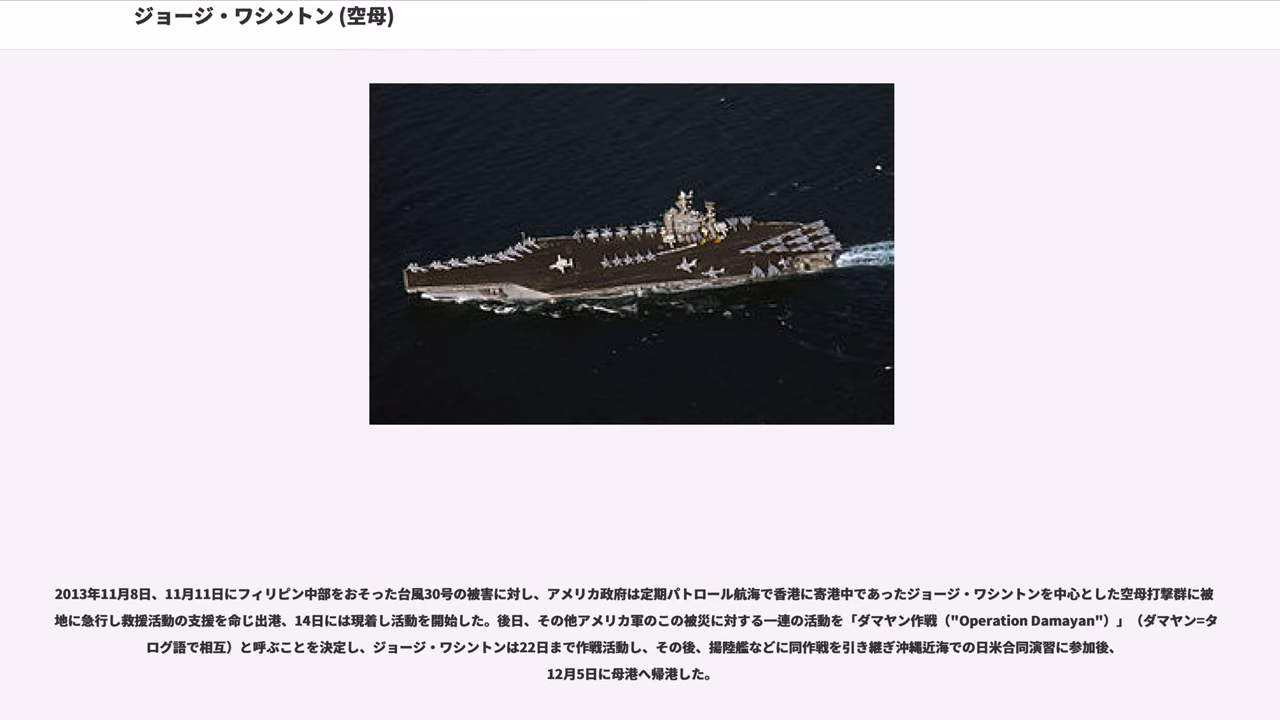 ジョージ・ワシントン (空母)
2013年11月8日、11月11日にフィリピン中部をおそった台風30号の被害に対し、アメリカ政府は定期パトロール航海で香港に寄港中であったジョージ・ワシントンを中心とした空母打撃群に被
地に急行し救援活動の支援を命じ出港、14日には現着し活動を開始した。後日、その他アメリカ軍のこの被災に対する一連の活動を「ダマヤン作戦（"Operation Damayan"）」（ダマヤン=タ
ログ語で相互）と呼ぶことを決定し、ジョージ・ワシントンは22日まで作戦活動し、その後、揚陸艦などに同作戦を引き継ぎ沖縄近海での日米合同演習に参加後、
12月5日に母港へ帰港した。